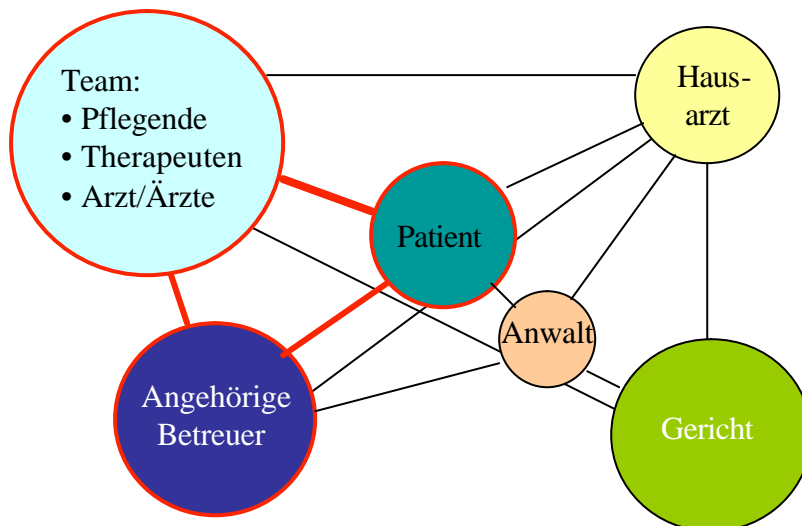 Team:
• Pflegende
• Therapeuten
• Arzt/Ärzte
Haus-
arzt
Patient
Anwalt
Angehörige
Betreuer
Gericht